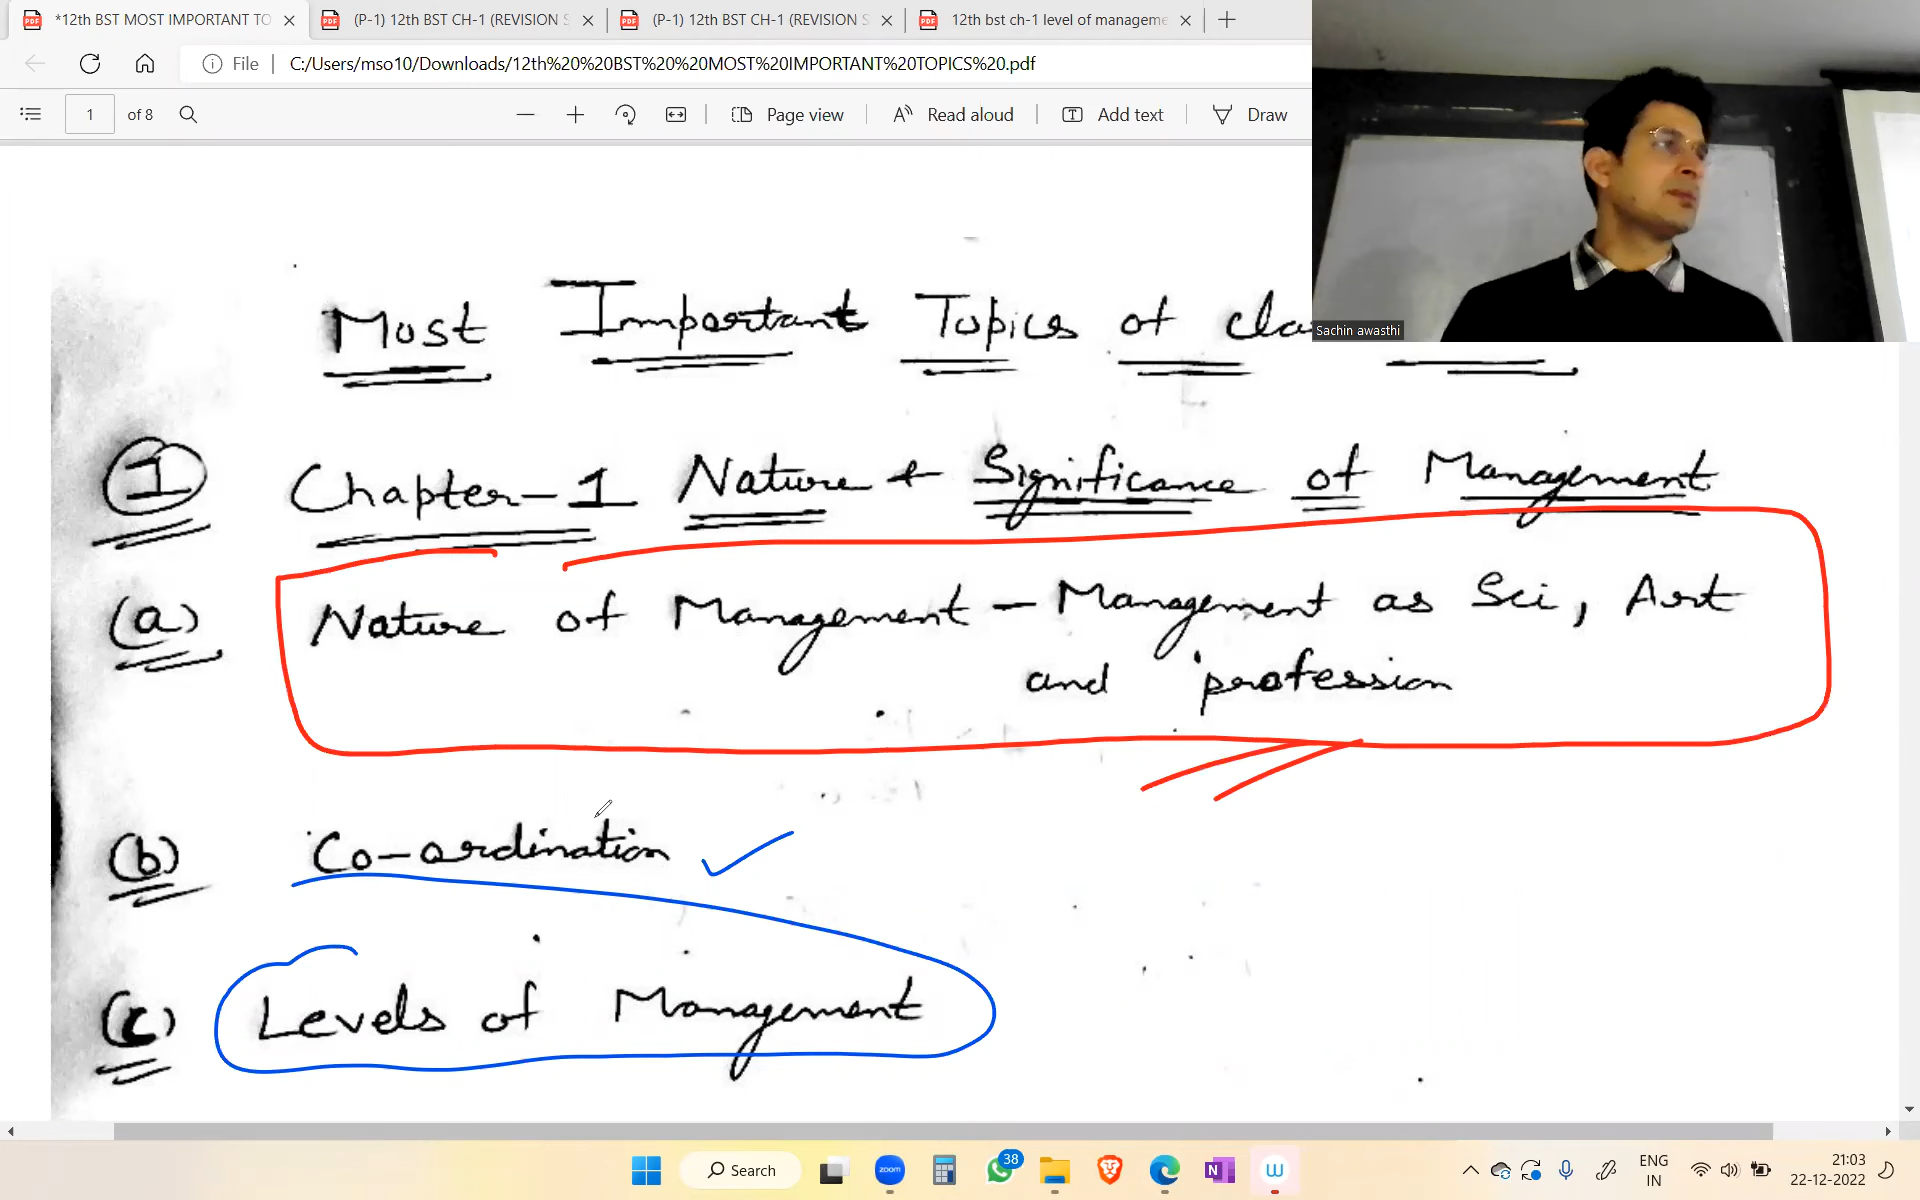 *12th BST MOST IMPORTANT TO
(P-1) 12th BST CH-1 (REVISION S
(P-1) 12th BST CH-1 (REVISION S
12th bst ch-1 level of manageme
File
C:/Users/mso10/Downloads/12th%20%20BST%20%20MOST%20IMPORTANT%20TOPICS%20.pdf
1 of 8
Page view
Read aloud
Add text
Draw
Sachin awasthi
Most Important Topics of cla
1 Chapter-1 Nature & Significance of Management
(a) Nature of Management - Management as Sci, Art
and profession
(b) Co-ordination
(c) Levels of Management
Search
zoom
38
N
W
ENG
IN
21:03
22-12-2022